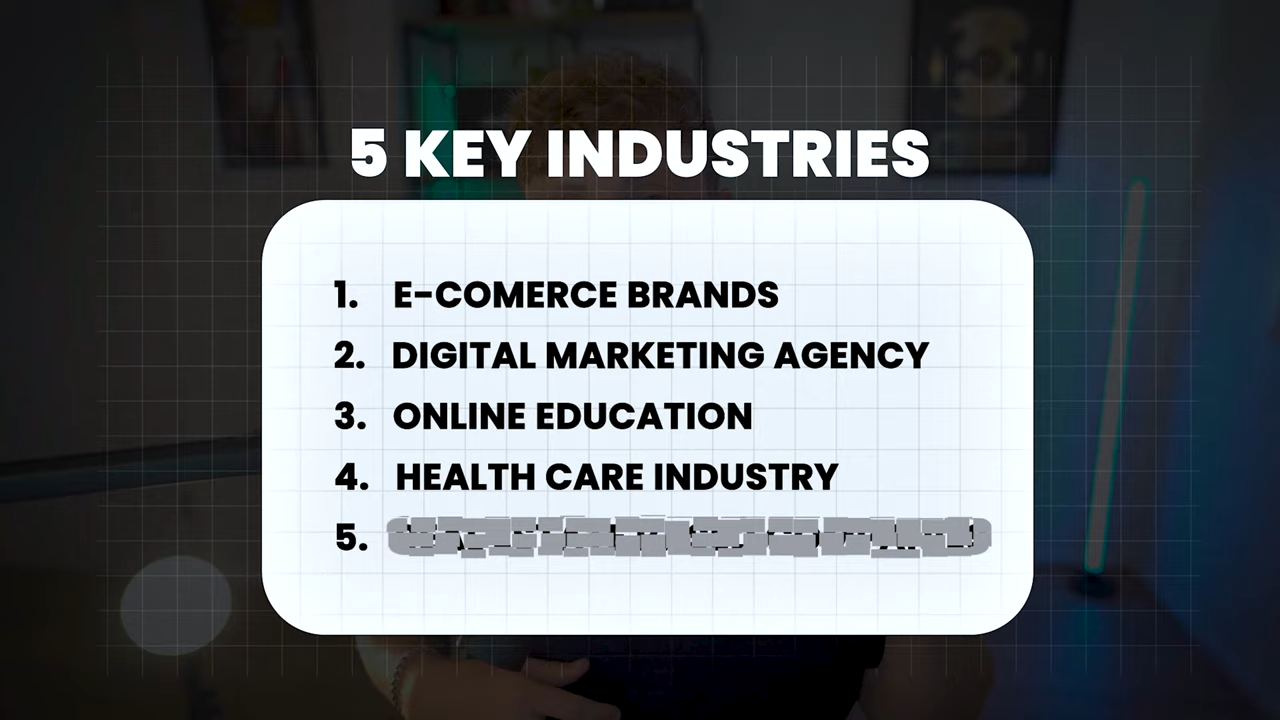 5 KEY INDUSTRIES
1. E-COMERCE BRANDS
2. DIGITAL MARKETING AGENCY
3. ONLINE EDUCATION
4. HEALTH CARE INDUSTRY
5.